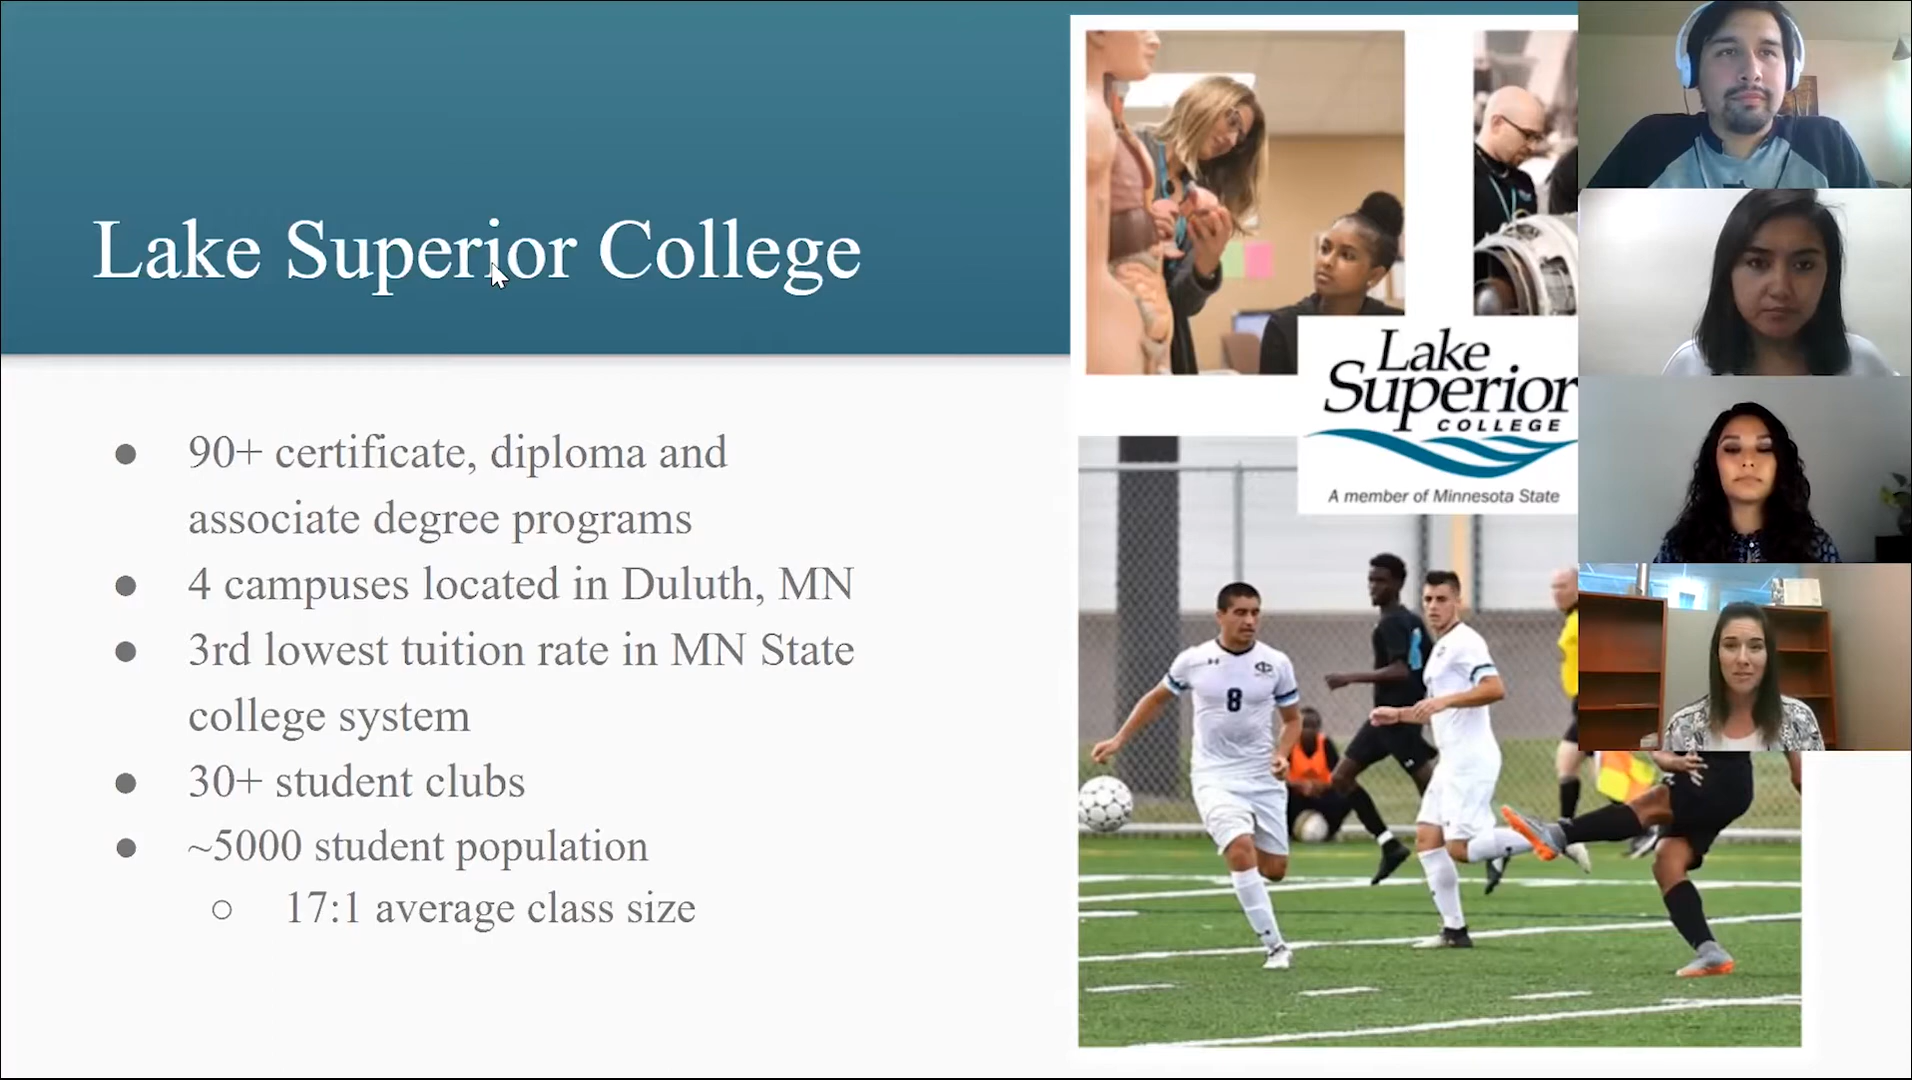 Lake Superior College
● 90+ certificate, diploma and
associate degree programs
● 4 campuses located in Duluth, MN
● 3rd lowest tuition rate in MN State
college system
● 30+ student clubs
● ~5000 student population
○ 17:1 average class size
Lake
Superior
COLLEGE
A member of Minnesota State
8